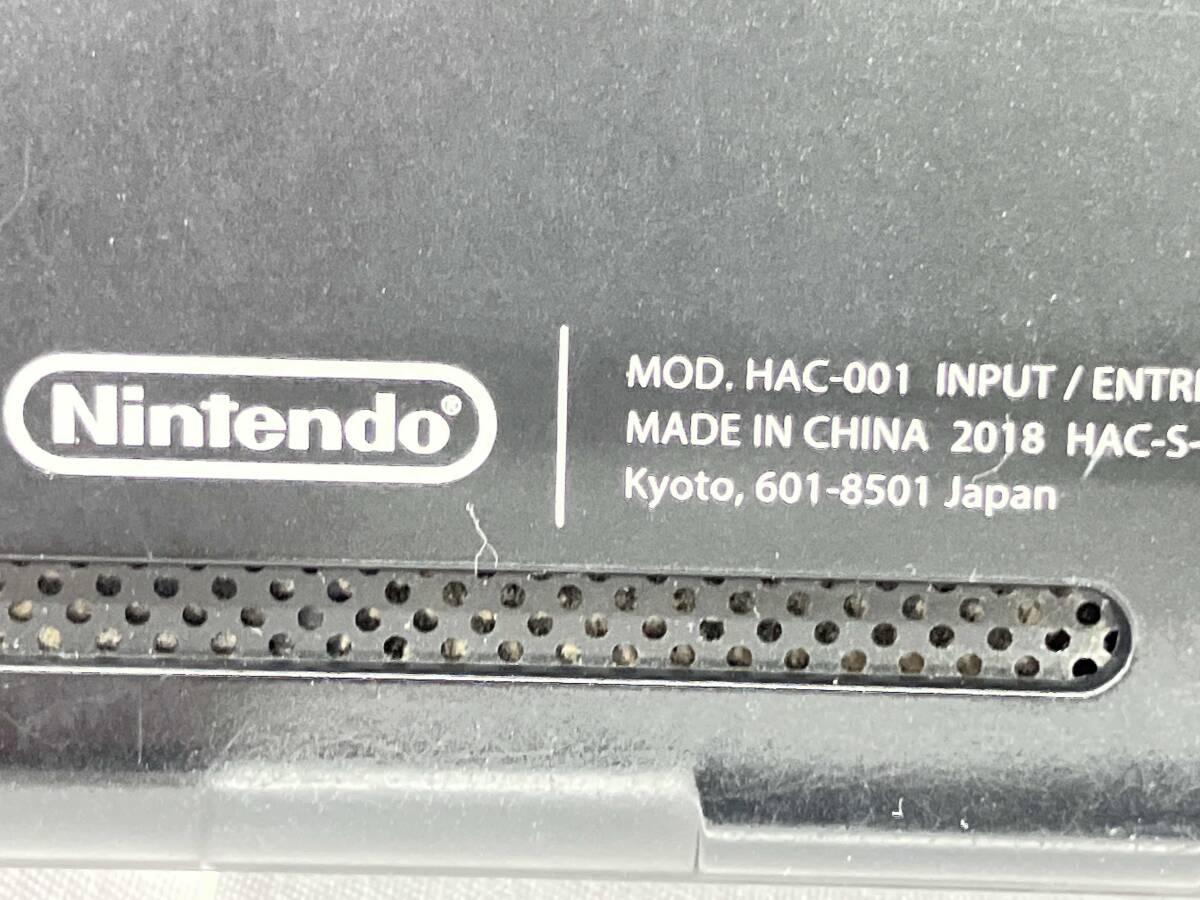 Nintendo®
MOD. HAC-001 INPUT / ENTR
MADE IN CHINA 2018 HAC-S-
Kyoto, 601-8501 Japan